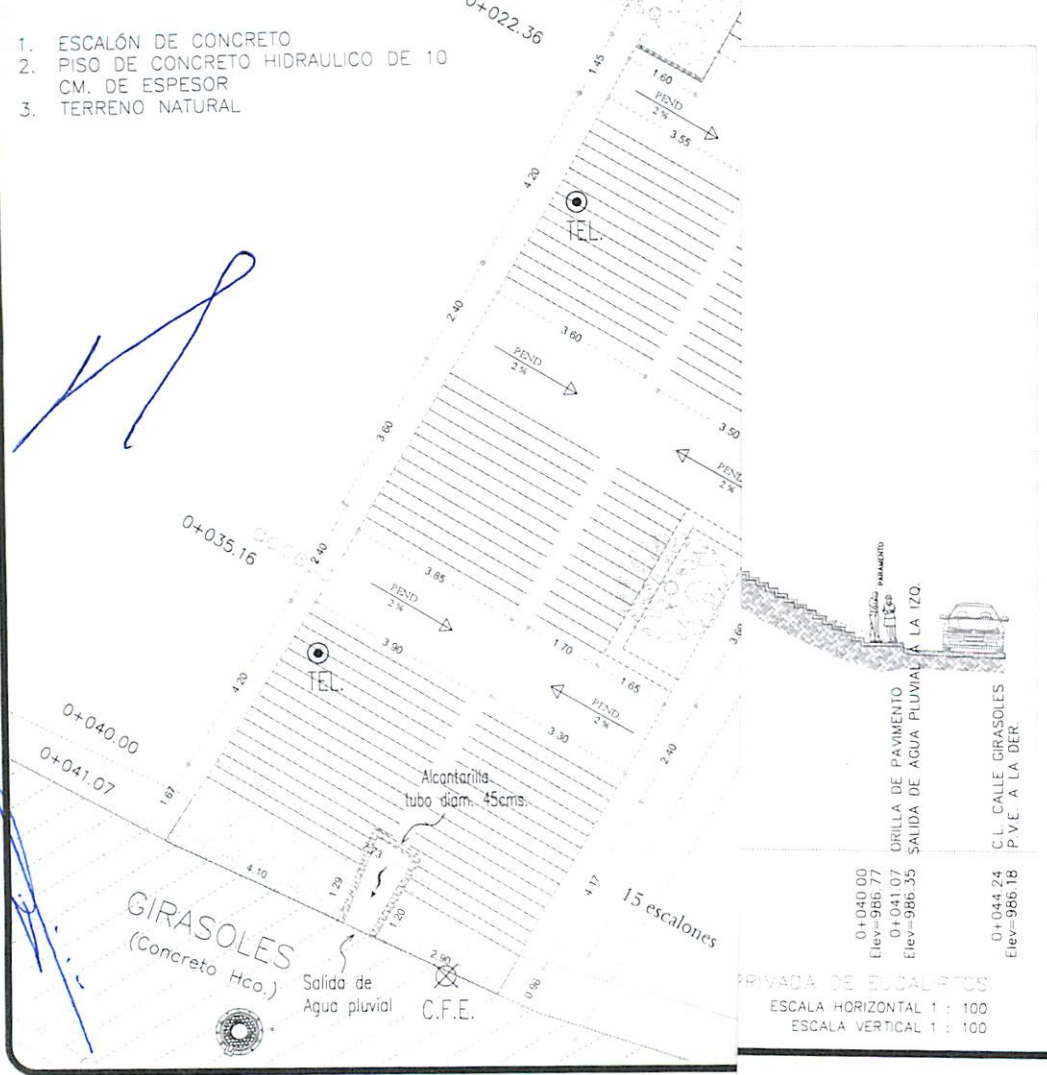 1. ESCALÓN DE CONCRETO
2. PISO DE CONCRETO HIDRAULICO DE 10
CM. DE ESPESOR
3. TERRENO NATURAL
0+022.36
1.45
1.60
PEND
2 %
3.55
4.20
TEL.
2.40
3.60
PEND
2 %
3.50
PEND
2 %
3.60
0+035.16
2.40
3.85
PEND
2 %
3.90
1.70
1.65
3.60
PEND
2 %
3.30
TEL.
4.20
2.40
0+040.00
0+041.07
1.67
Alcantarilla
tubo diam. 45cms.
4.10
1.29
1.20
4.17
15 escalones
GIRASOLES
(Concreto Hco.)
Salida de
Agua pluvial
2.90
C.F.E.
0.96
PARAMENTO
0+040.00
Elev=986.77
0+041.07
Elev=986.35
ORILLA DE PAVIMENTO
SALIDA DE AGUA PLUVIAL A LA IZQ.
0+044.24
Elev=986.18
C.L. CALLE GIRASOLES
P.V.E. A LA DER.
PRIVADA DE EUCALIPTOS
ESCALA HORIZONTAL 1 : 100
ESCALA VERTICAL 1 : 100